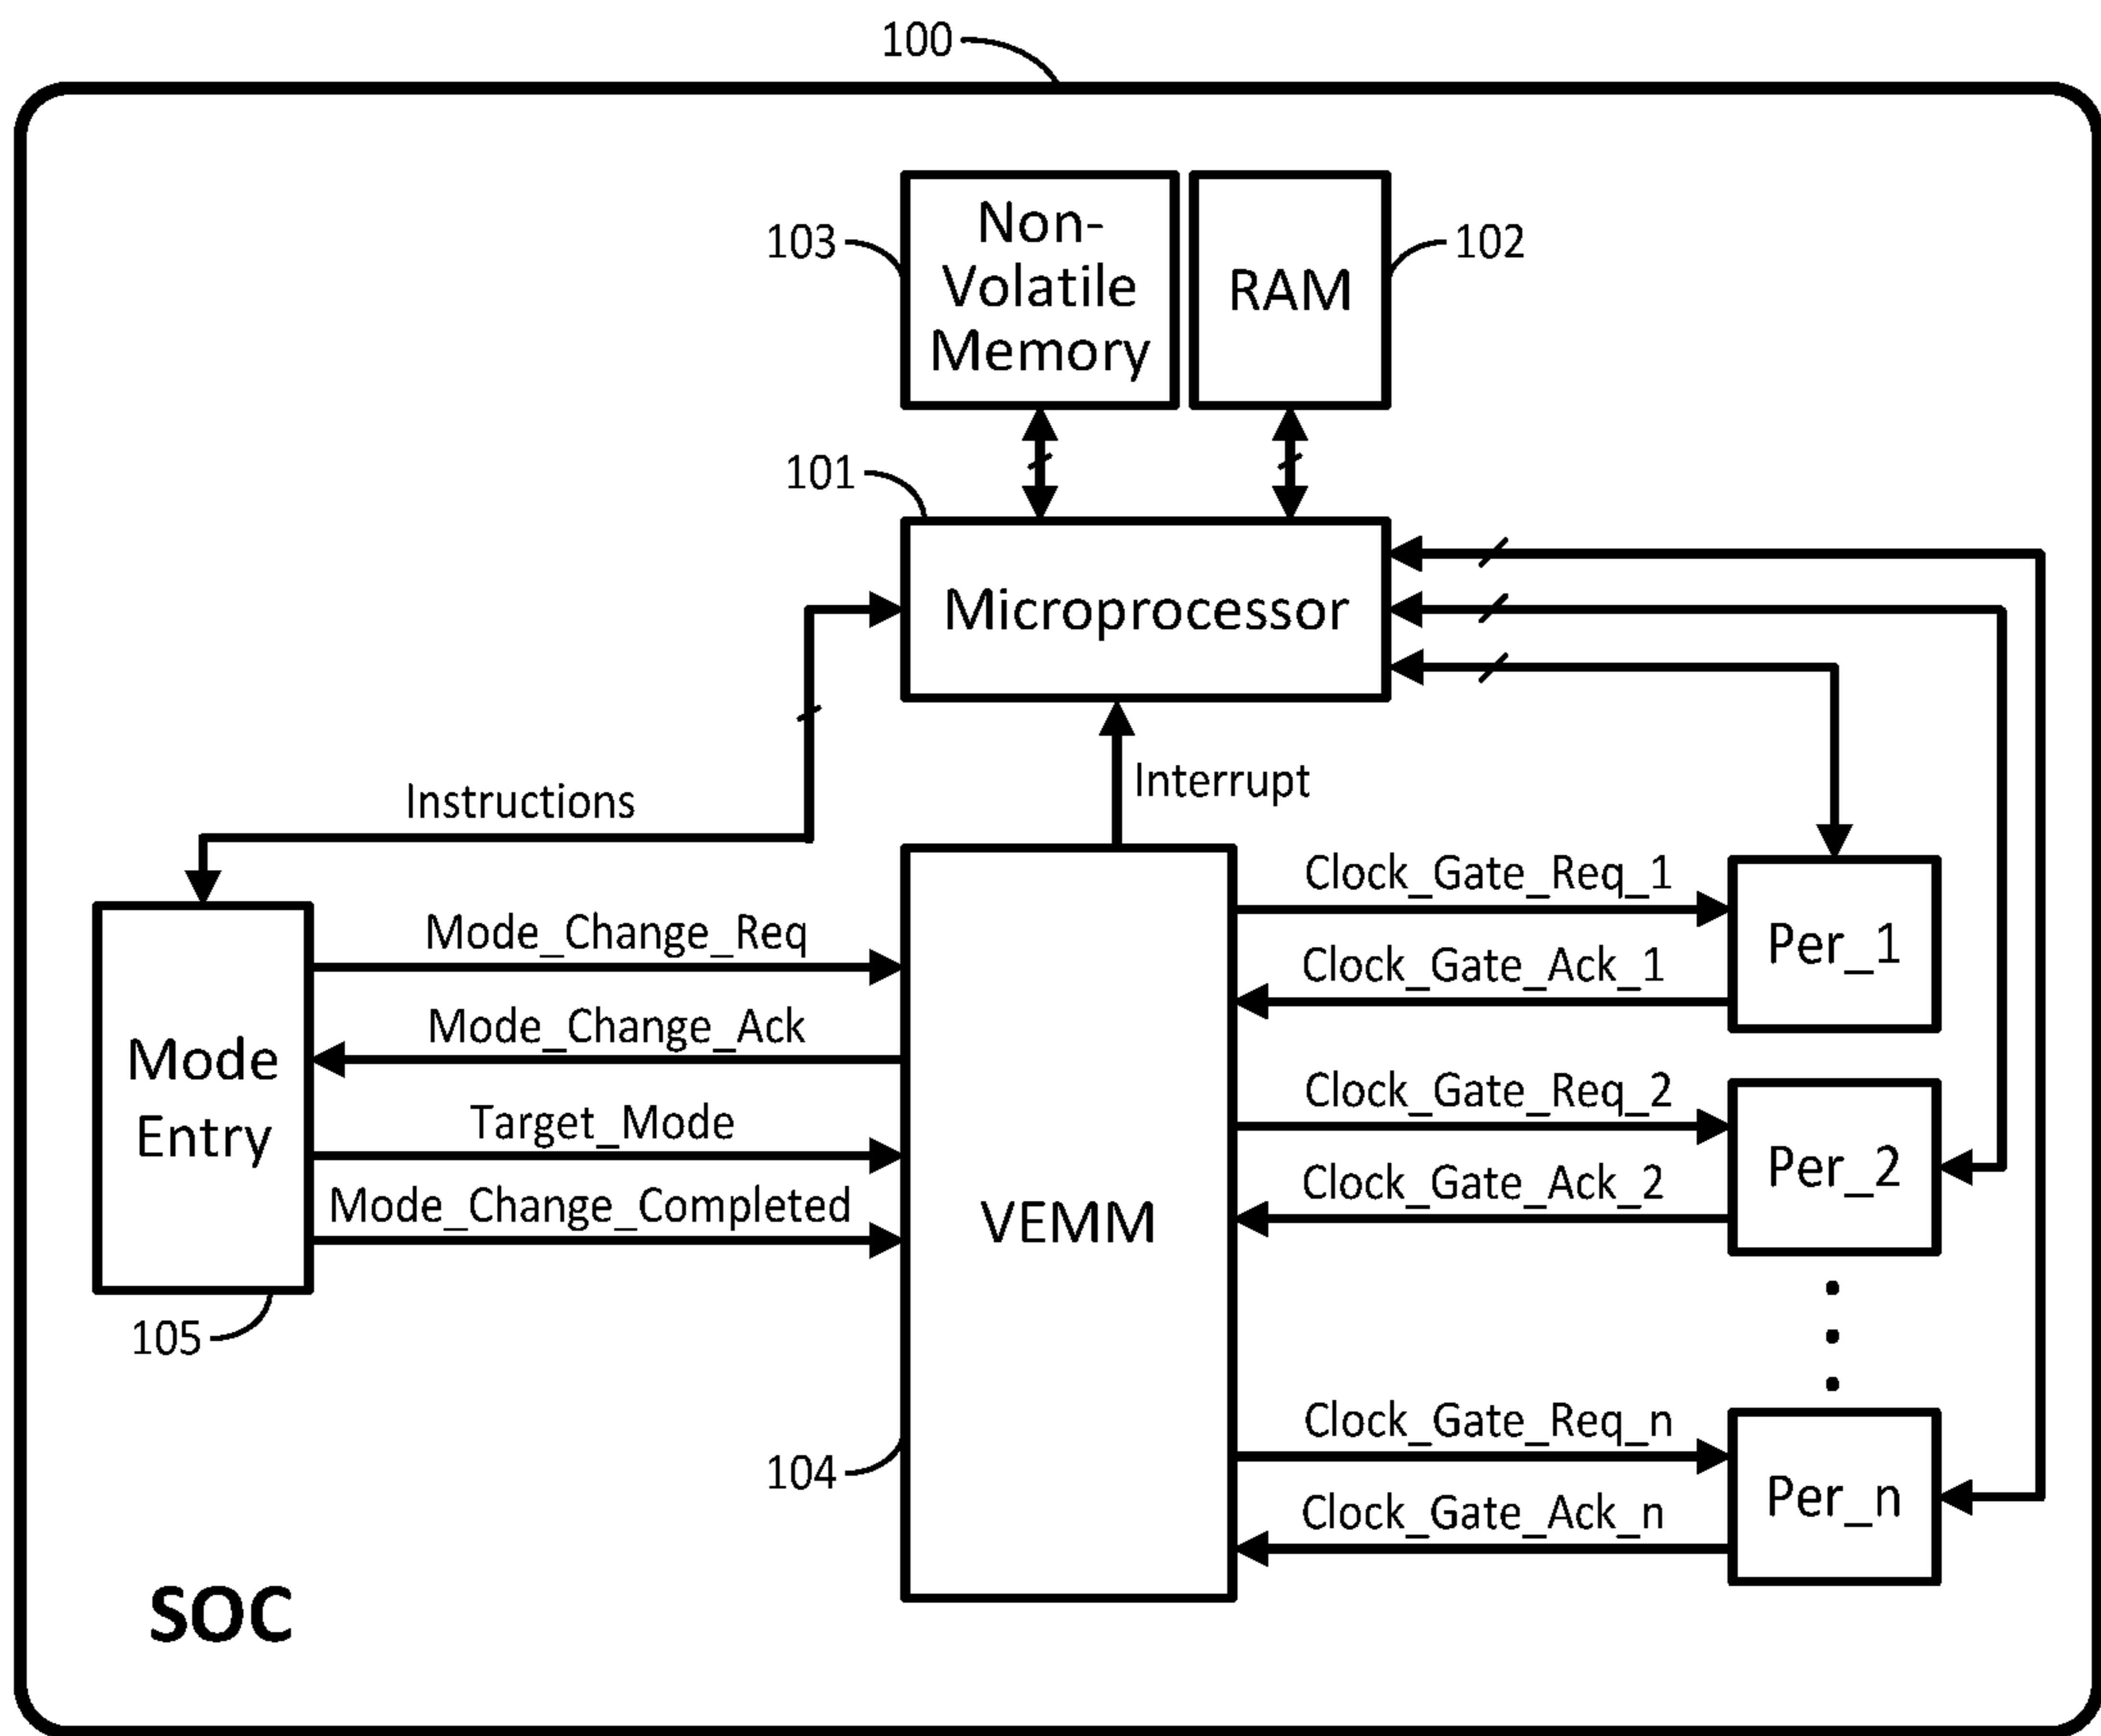 100
103
Non-
Volatile
Memory
RAM
102
101
Microprocessor
Instructions
Interrupt
Mode
Entry
105
Mode_Change_Req
Mode_Change_Ack
Target_Mode
Mode_Change_Completed
VEMM
104
Clock_Gate_Req_1
Clock_Gate_Ack_1
Per_1
Clock_Gate_Req_2
Clock_Gate_Ack_2
Per_2
Clock_Gate_Req_n
Clock_Gate_Ack_n
Per_n
SOC